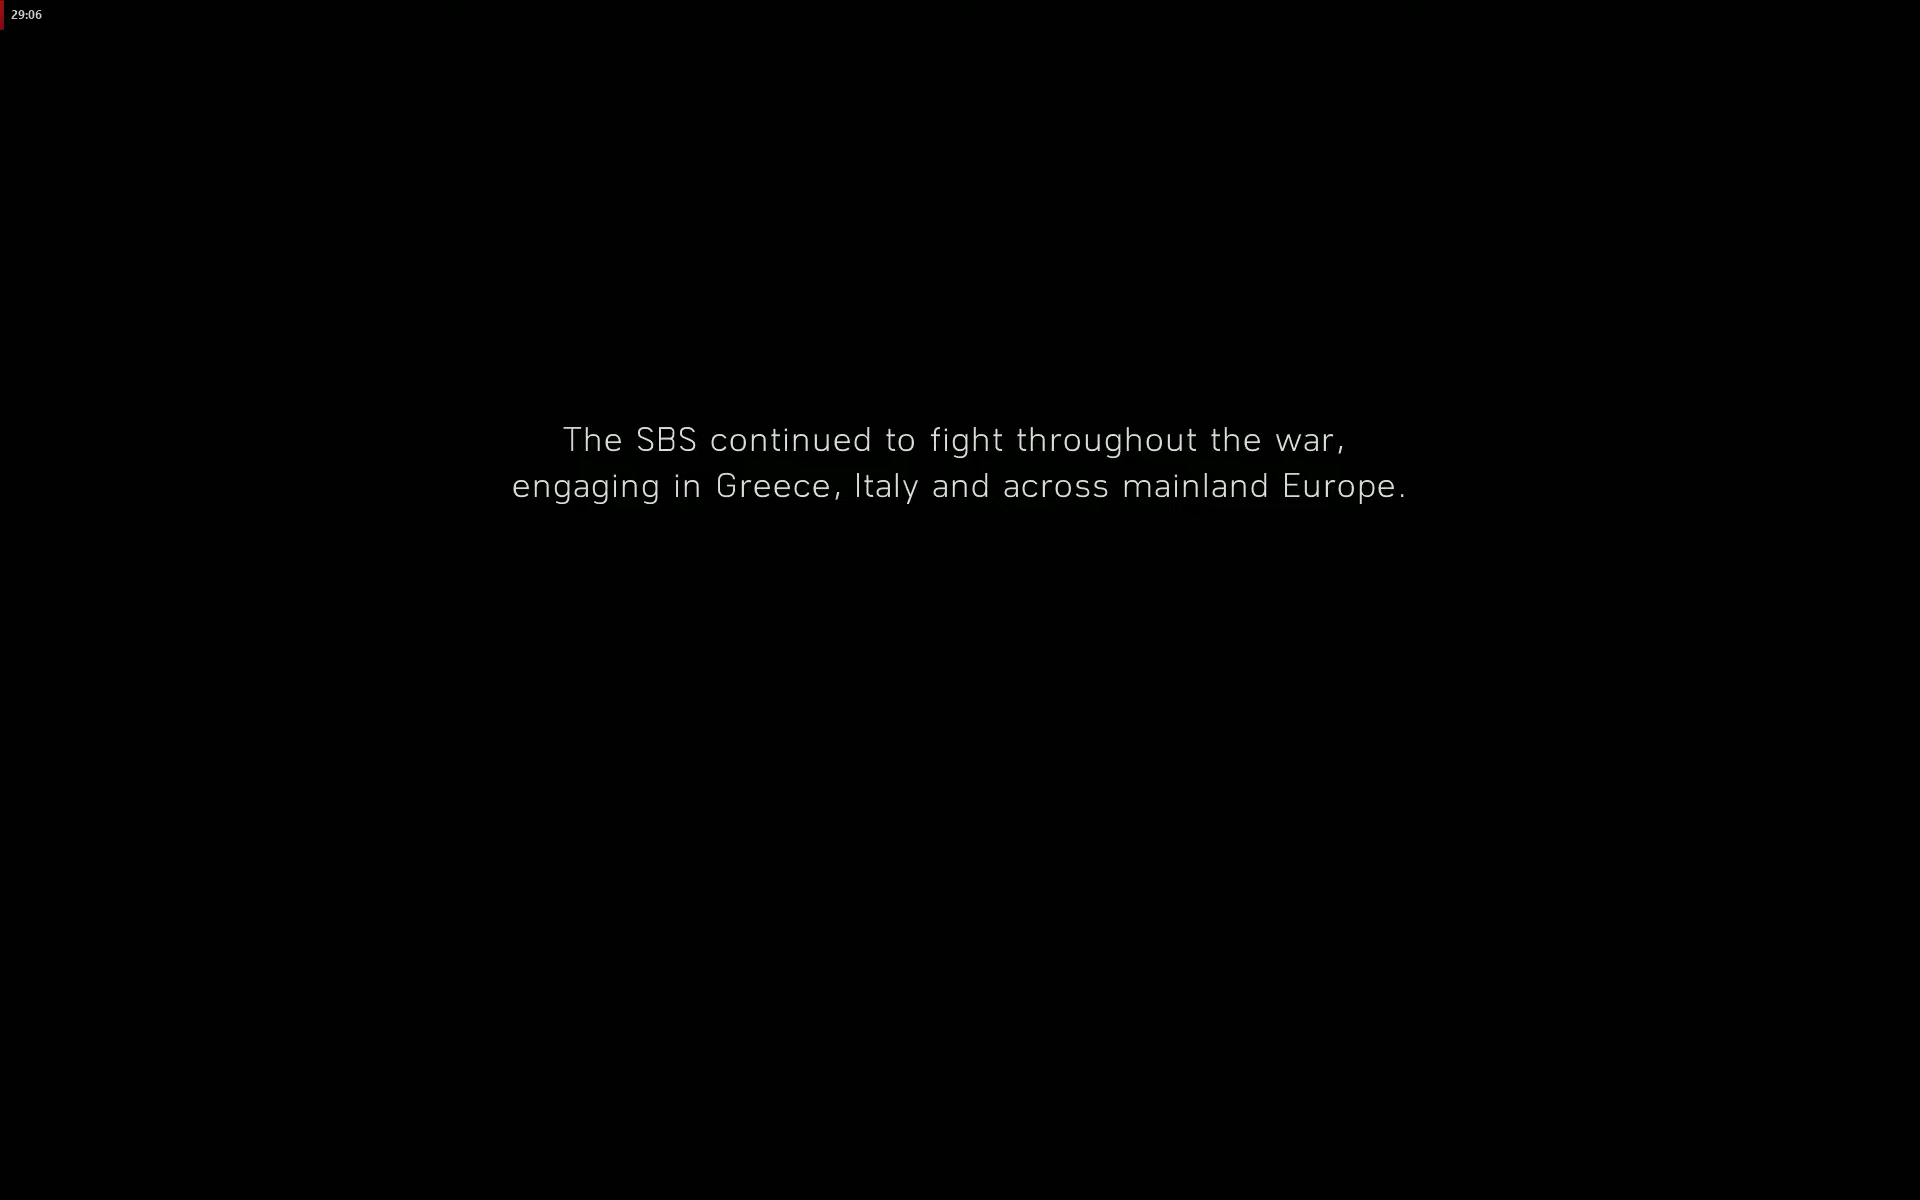 29:06
The SBS continued to fight throughout the war,
engaging in Greece, Italy and across mainland Europe.